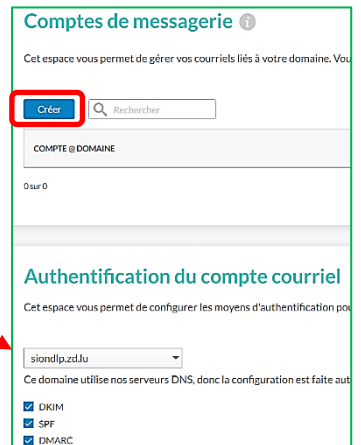 Comptes de messagerie
Cet espace vous permet de gérer vos courriels liés à votre domaine. Vou
Créer
Rechercher
COMPTE @ DOMAINE
0 sur 0
Authentification du compte courriel
Cet espace vous permet de configurer les moyens d'authentification pou
siondlp.zd.lu
Ce domaine utilise nos serveurs DNS, donc la configuration est faite aut
DKIM
SPF
DMARC